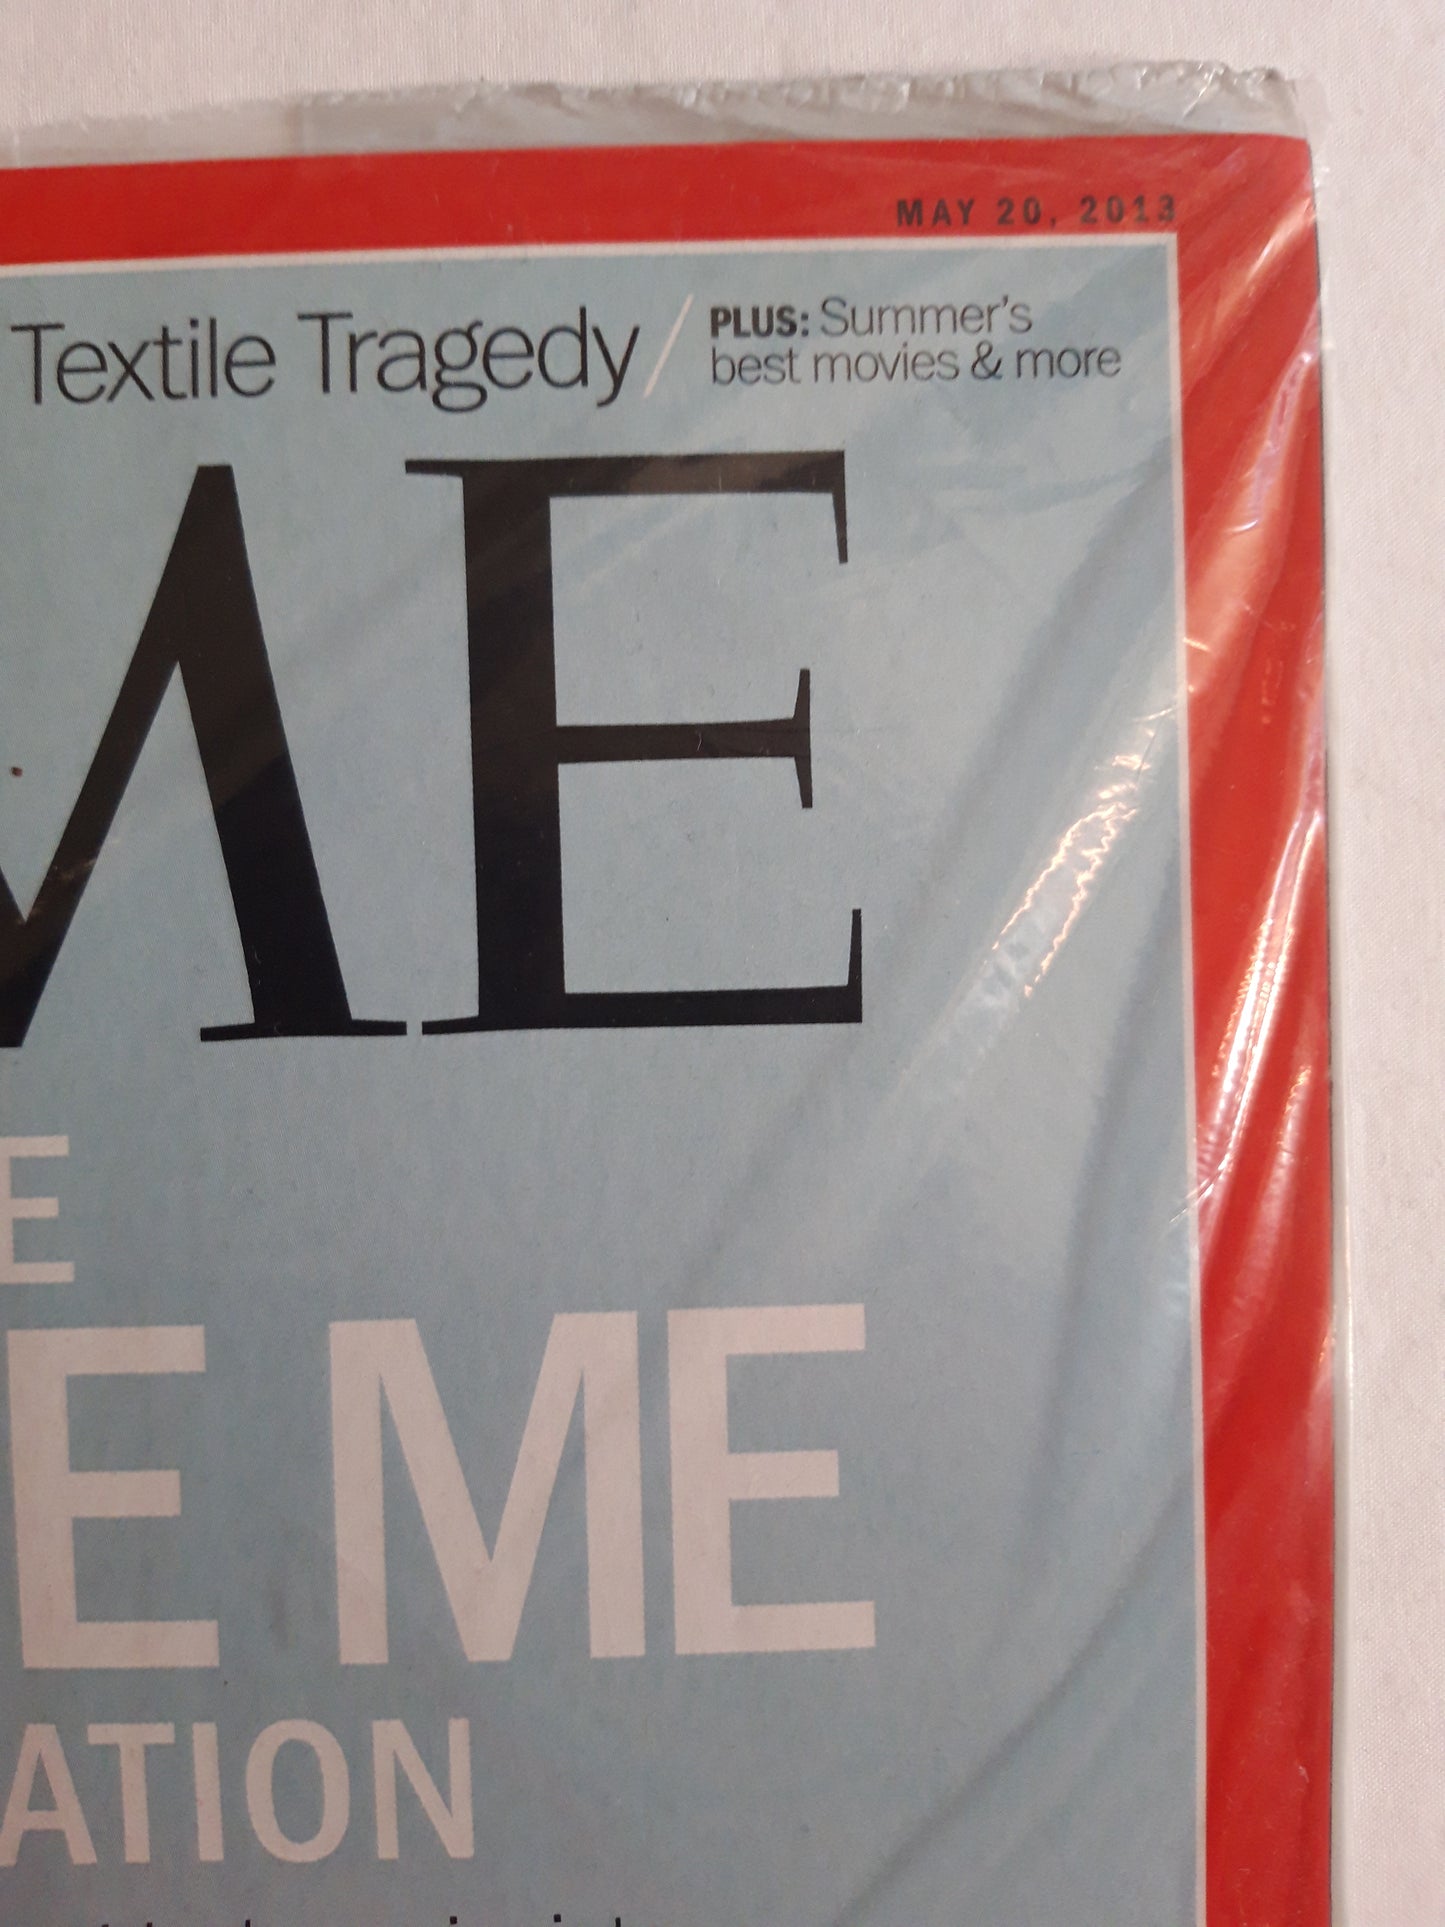 MAY 20, 2013
Textile Tragedy / PLUS: Summer's
best movies & more
ME
E
E ME
ATION